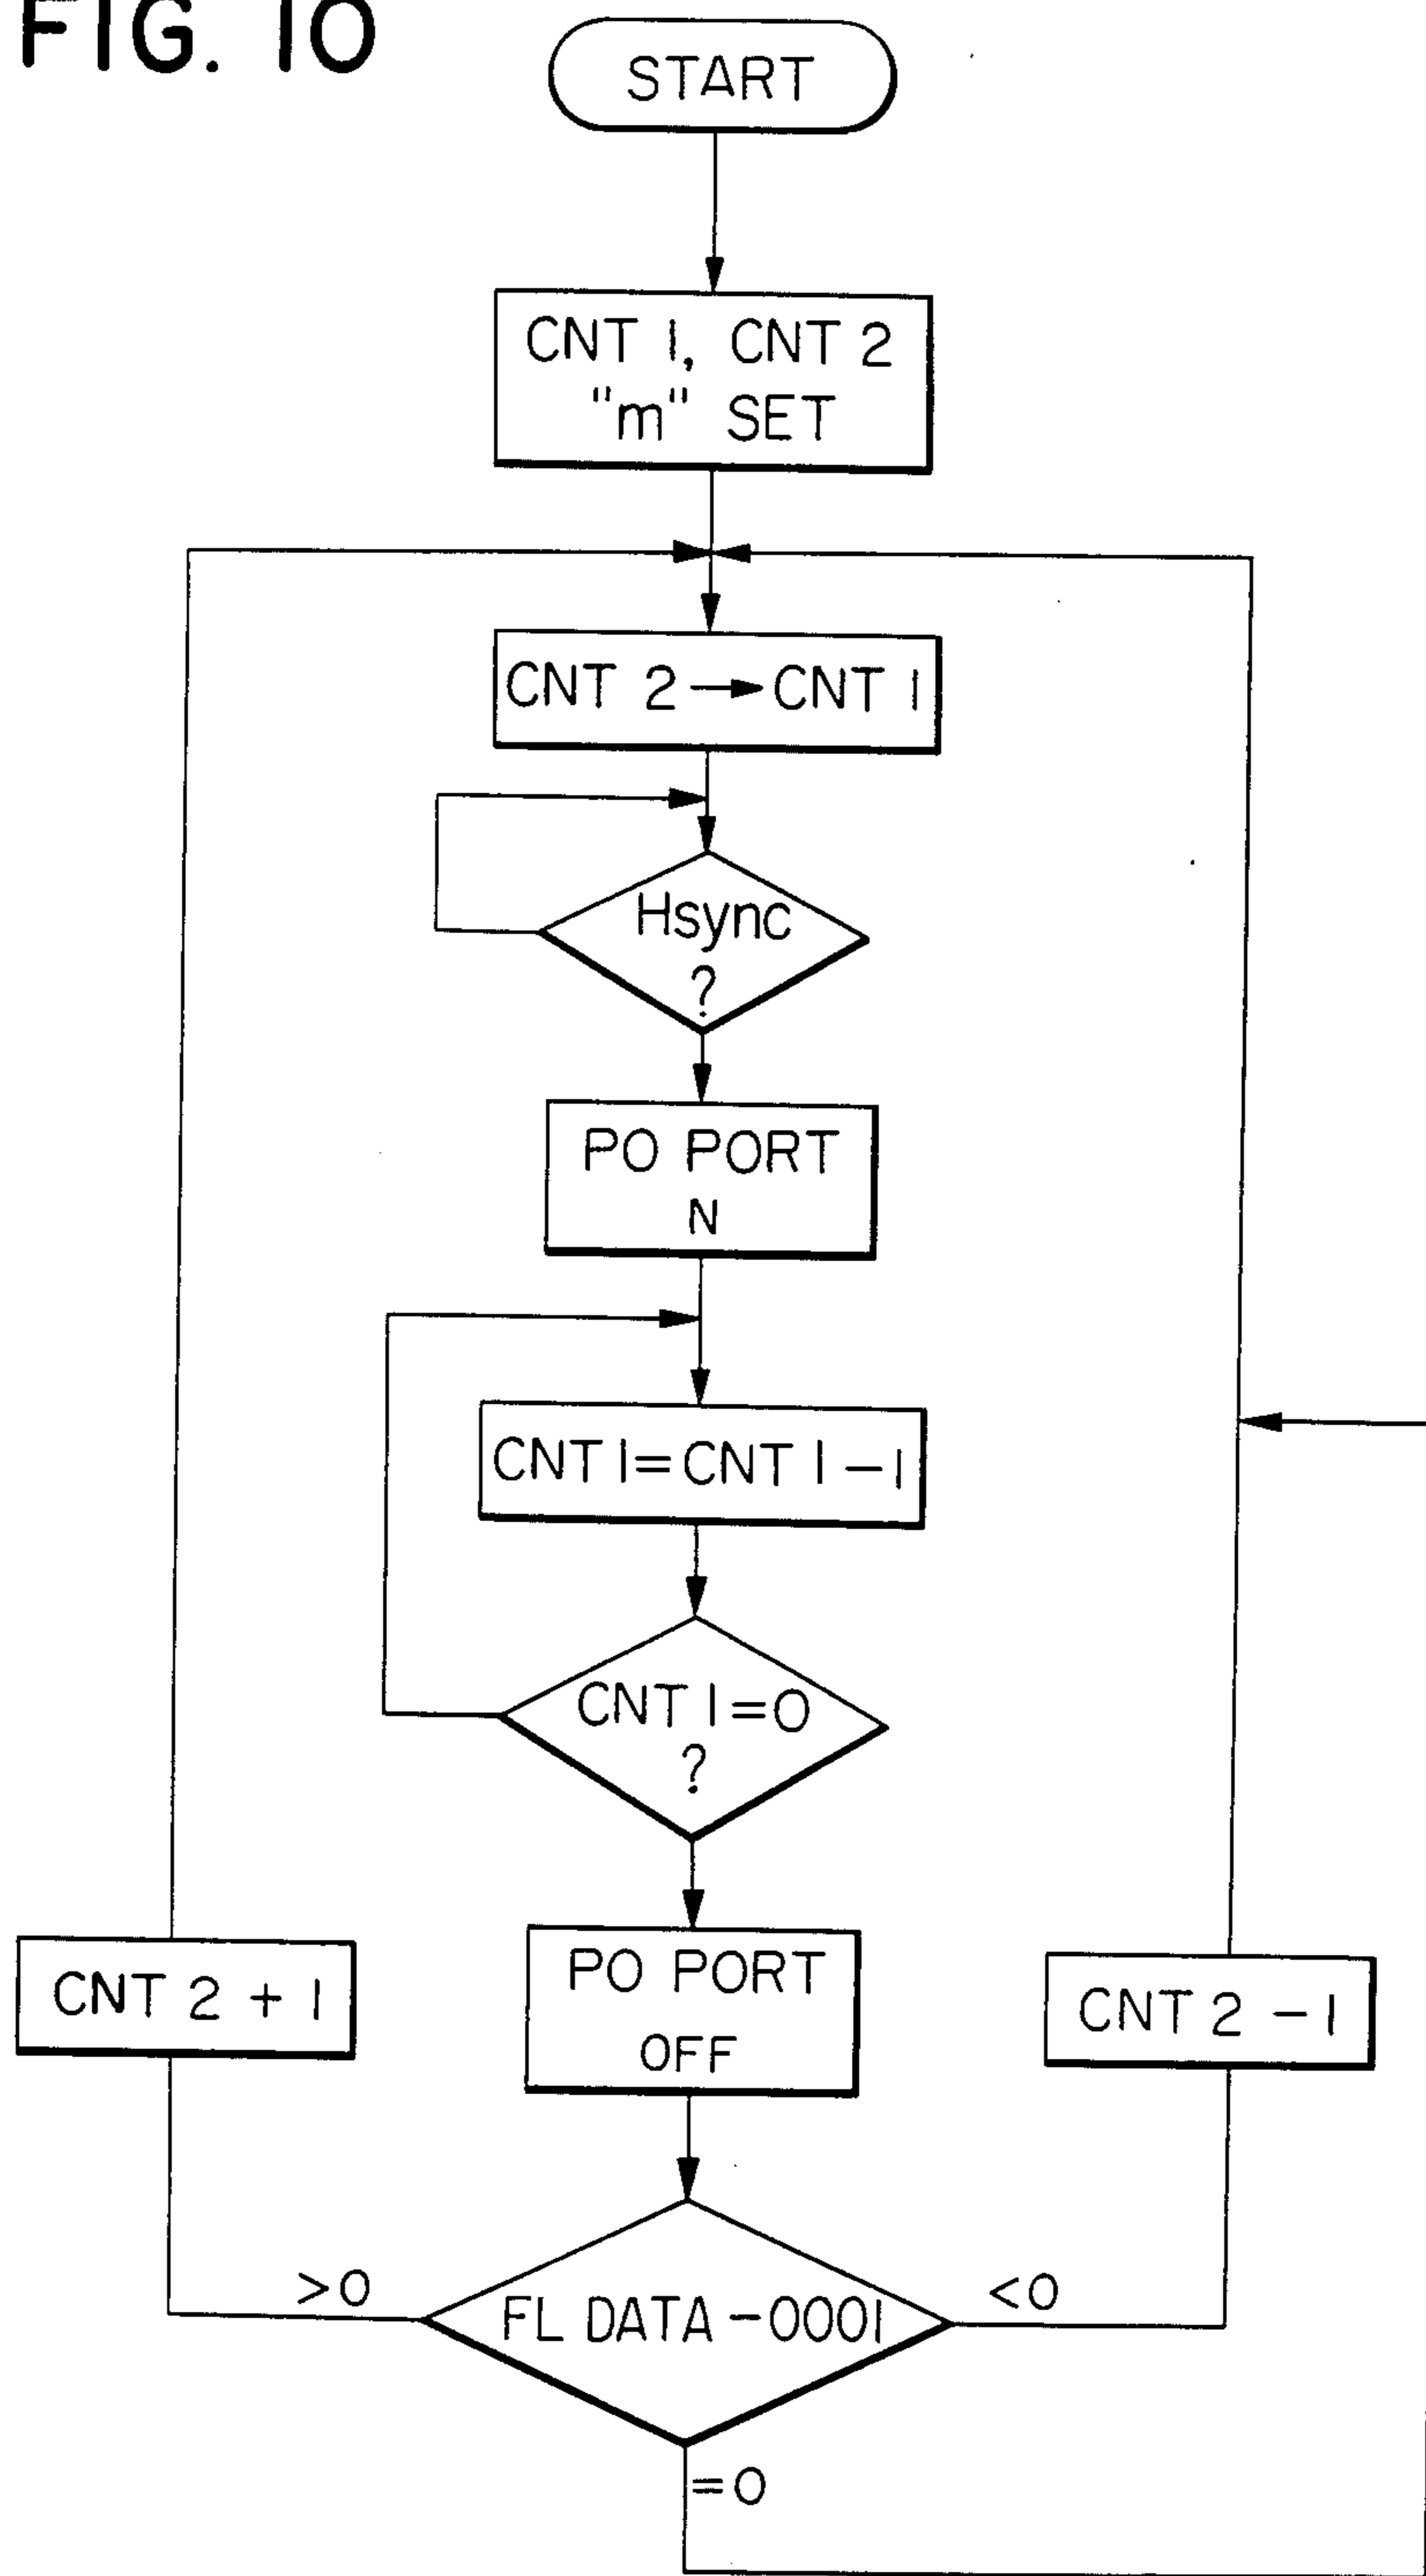 FIG. 10
START
CNT 1, CNT 2
"m" SET
CNT 2 → CNT 1
Hsync
?
PO PORT
N
CNT 1 = CNT 1 - 1
CNT 1 = 0
?
PO PORT
OFF
CNT 2 + 1
CNT 2 - 1
>0
FL DATA - 0001
<0
=0